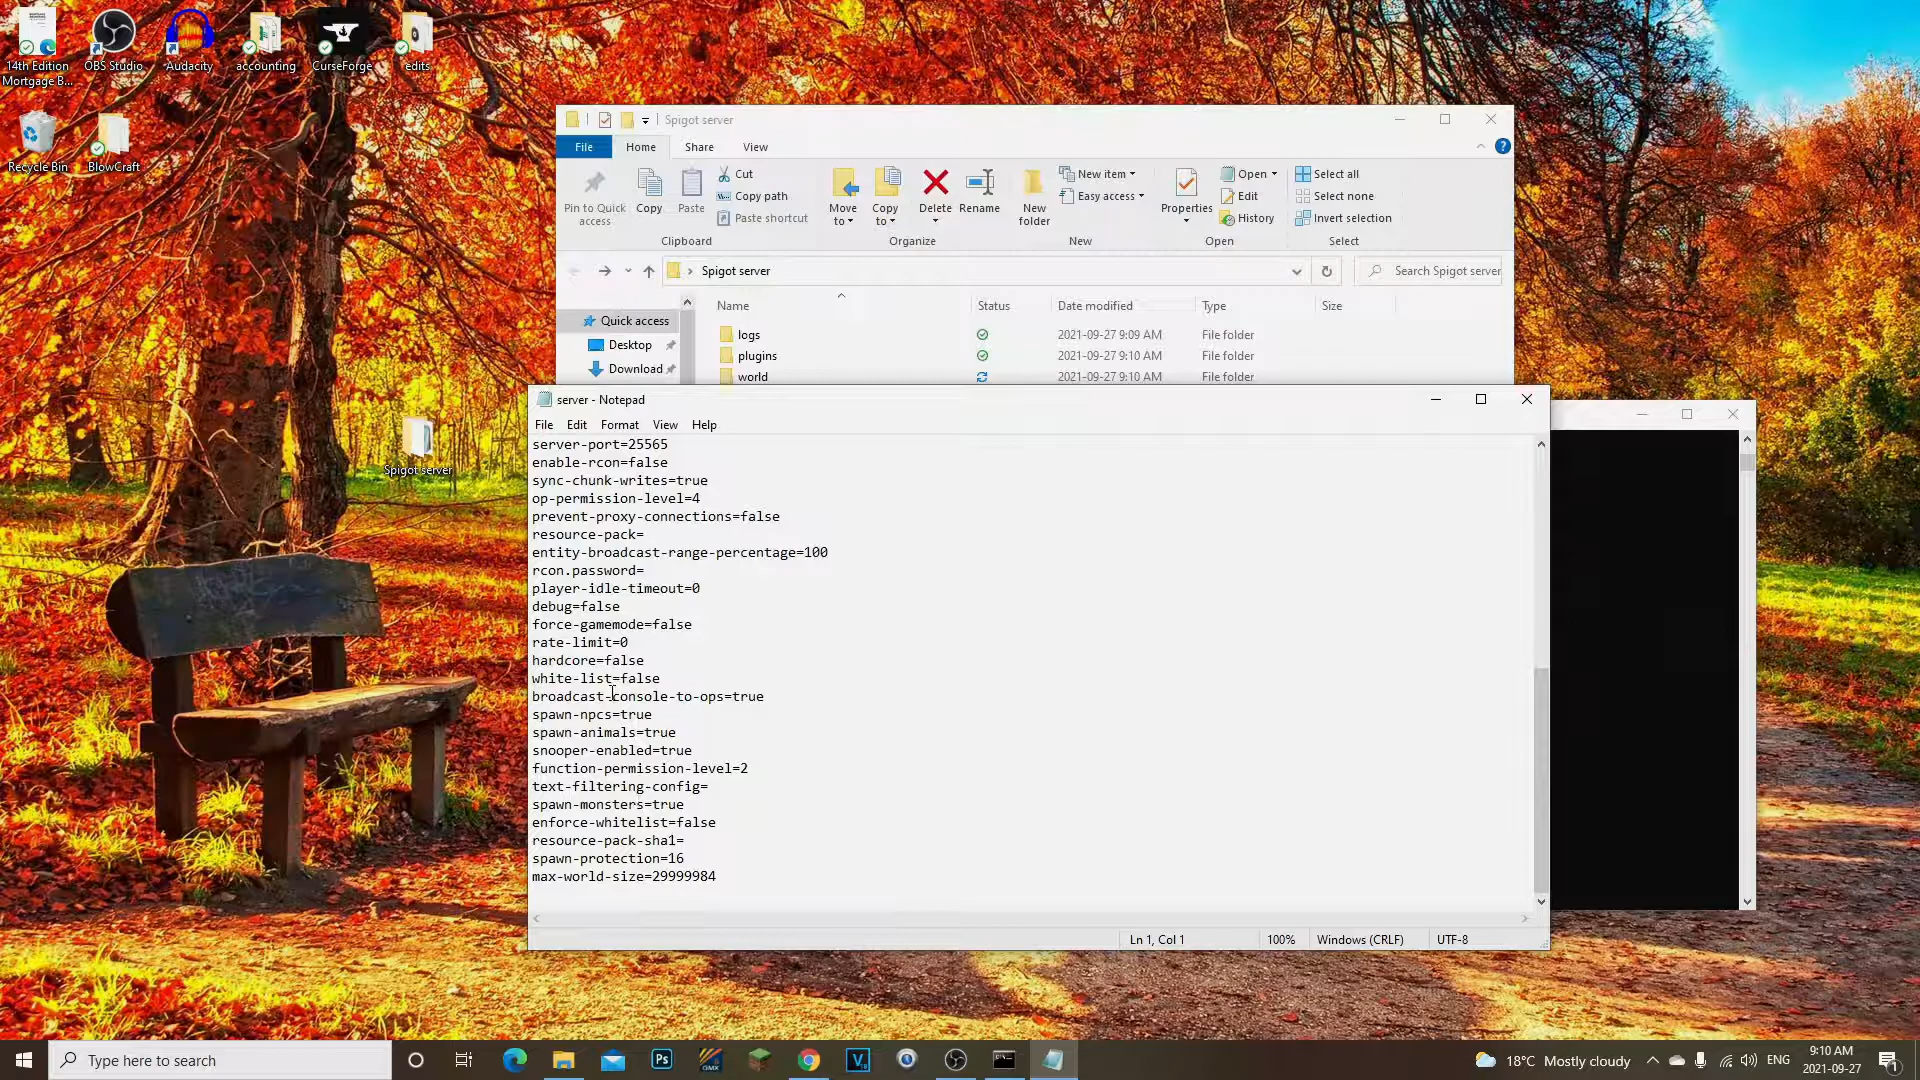 14th Edition
Mortgage B...
OBS Studio
Audacity
accounting
CurseForge
edits
Recycle Bin
BlowCraft
Spigot server
Spigot server
File
Home
Share
View
Pin to Quick
access
Copy
Paste
Cut
Copy path
Paste shortcut
Clipboard
Move
to
Copy
to
Delete
Rename
Organize
New
folder
New item
Easy access
New
Properties
Open
Edit
History
Open
Select all
Select none
Invert selection
Select
Spigot server
Search Spigot server
Name
Status
Date modified
Type
Size
Quick access
Desktop
Download
logs
2021-09-27 9:09 AM
File folder
plugins
2021-09-27 9:10 AM
File folder
world
2021-09-27 9:10 AM
File folder
server - Notepad
File Edit Format View Help
server-port=25565
enable-rcon=false
sync-chunk-writes=true
op-permission-level=4
prevent-proxy-connections=false
resource-pack=
entity-broadcast-range-percentage=100
rcon.password=
player-idle-timeout=0
debug=false
force-gamemode=false
rate-limit=0
hardcore=false
white-list=false
broadcast-console-to-ops=true
spawn-npcs=true
spawn-animals=true
snooper-enabled=true
function-permission-level=2
text-filtering-config=
spawn-monsters=true
enforce-whitelist=false
resource-pack-sha1=
spawn-protection=16
max-world-size=29999984
Ln 1, Col 1
100%
Windows (CRLF)
UTF-8
Type here to search
Ps
GMX
V
18°C Mostly cloudy
ENG
9:10 AM
2021-09-27
1